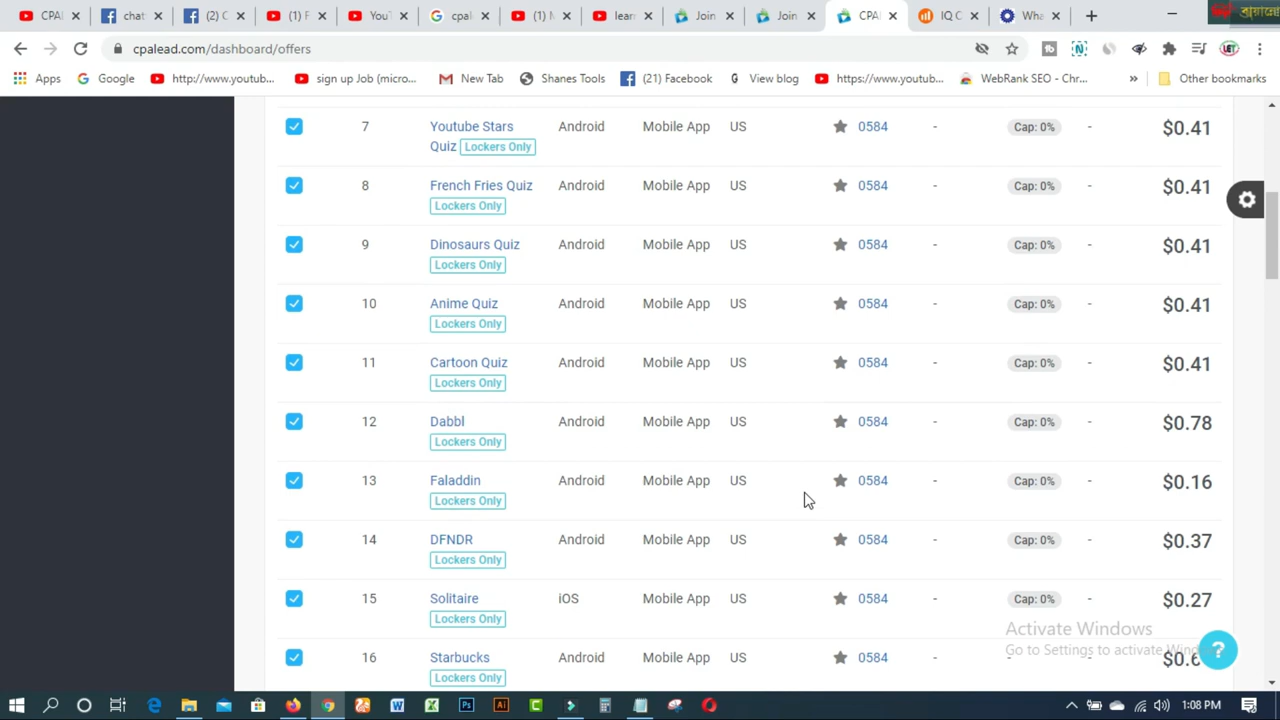 CPAL
chat
(2) C
(1) F
YouT
cpal
(1)
lear
Join
Join
CPA
IQ
Wha
cpalead.com/dashboard/offers
Apps
Google
http://www.youtub...
sign up Job (micro...
New Tab
Shanes Tools
(21) Facebook
View blog
https://www.youtub...
WebRank SEO - Chr...
»
Other bookmarks
7 Youtube Stars Android Mobile App US 0584 - Cap: 0% - $0.41
Quiz Lockers Only
8 French Fries Quiz Android Mobile App US 0584 - Cap: 0% - $0.41
Lockers Only
9 Dinosaurs Quiz Android Mobile App US 0584 - Cap: 0% - $0.41
Lockers Only
10 Anime Quiz Android Mobile App US 0584 - Cap: 0% - $0.41
Lockers Only
11 Cartoon Quiz Android Mobile App US 0584 - Cap: 0% - $0.41
Lockers Only
12 Dabbl Android Mobile App US 0584 - Cap: 0% - $0.78
Lockers Only
13 Faladdin Android Mobile App US 0584 - Cap: 0% - $0.16
Lockers Only
14 DFNDR Android Mobile App US 0584 - Cap: 0% - $0.37
Lockers Only
15 Solitaire iOS Mobile App US 0584 - Cap: 0% - $0.27
Lockers Only
Activate Windows
Go to Settings to activate Win
16 Starbucks Android Mobile App US 0584 - - $0.6
Lockers Only
?
1:08 PM